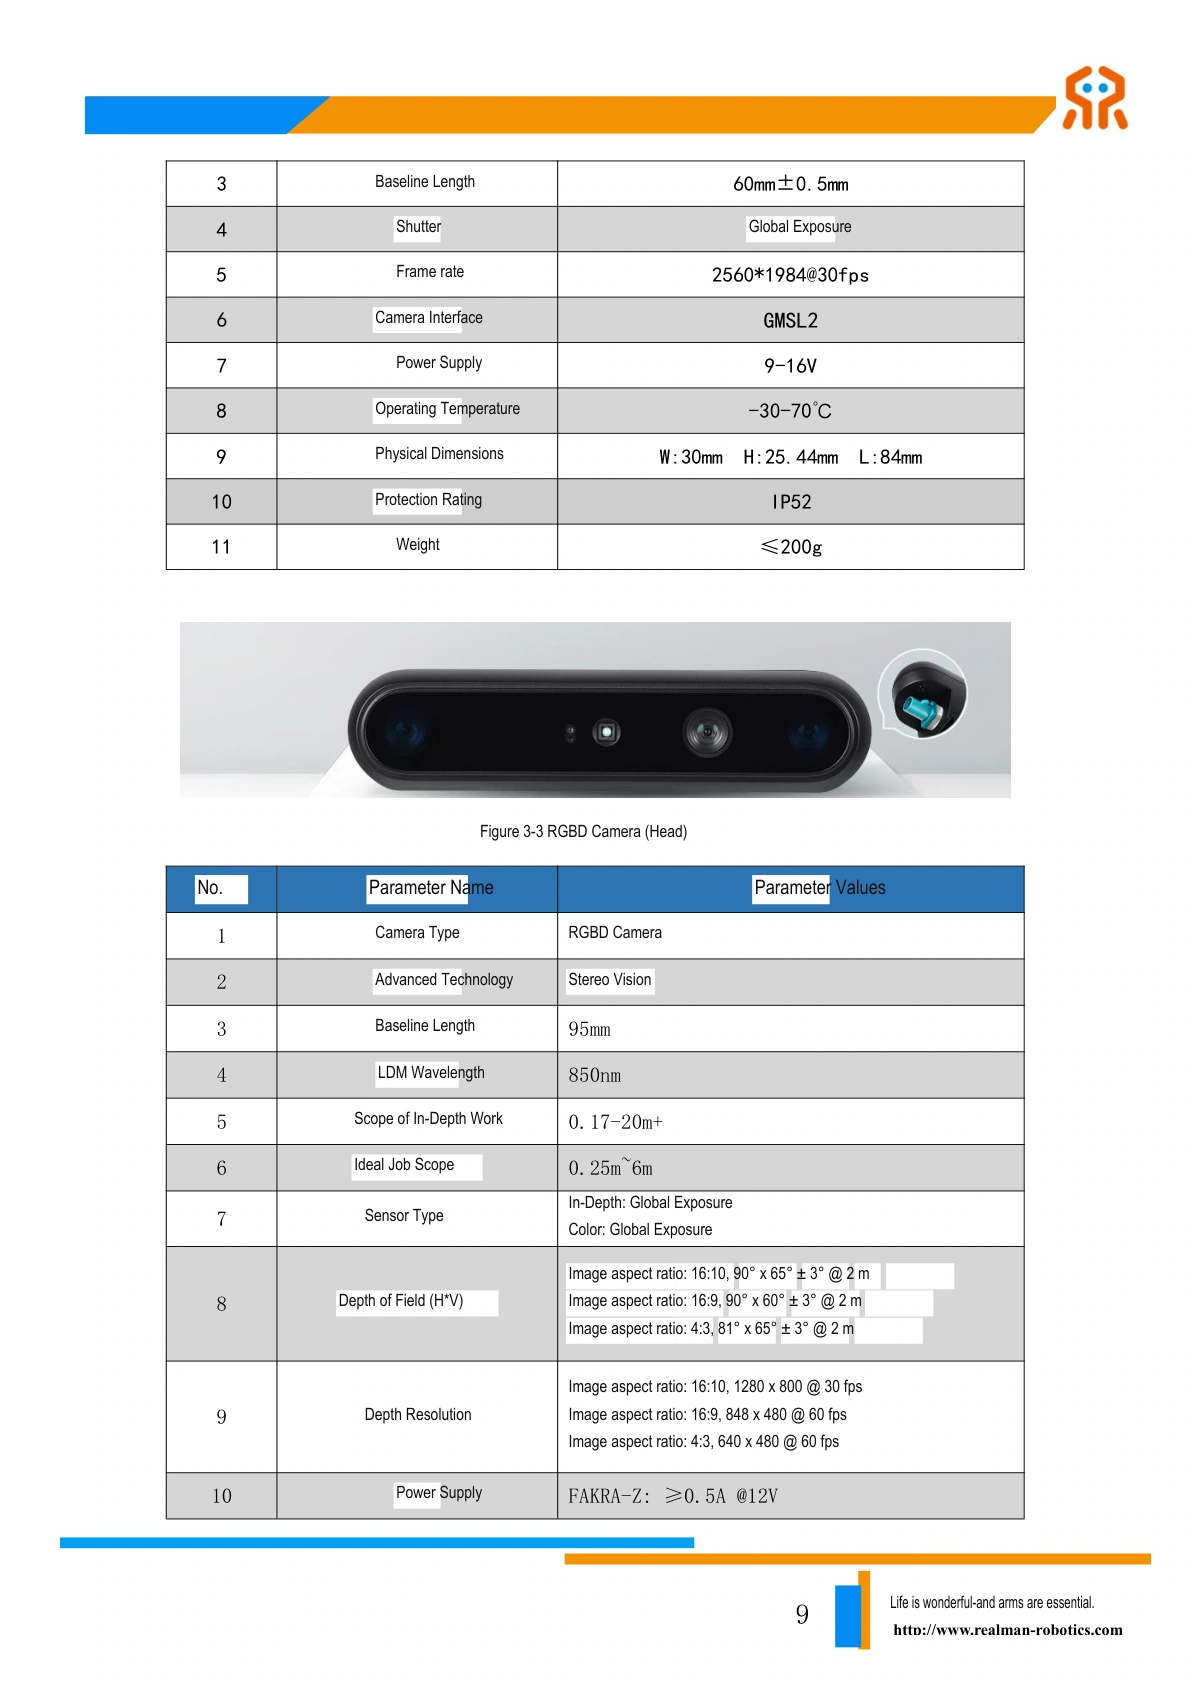 3 Baseline Length 60mm±0.5mm
4 Shutter Global Exposure
5 Frame rate 2560*1984@30fps
6 Camera Interface GMSL2
7 Power Supply 9-16V
8 Operating Temperature -30-70℃
9 Physical Dimensions W:30mm H:25.44mm L:84mm
10 Protection Rating IP52
11 Weight ≤200g
Figure 3-3 RGBD Camera (Head)
No. Parameter Name Parameter Values
1 Camera Type RGBD Camera
2 Advanced Technology Stereo Vision
3 Baseline Length 95mm
4 LDM Wavelength 850nm
5 Scope of In-Depth Work 0.17-20m+
6 Ideal Job Scope 0.25m~6m
7 Sensor Type In-Depth: Global Exposure
Color: Global Exposure
8 Depth of Field (H*V) Image aspect ratio: 16:10, 90° x 65° ± 3° @ 2 m
Image aspect ratio: 16:9, 90° x 60° ± 3° @ 2 m
Image aspect ratio: 4:3, 81° x 65° ± 3° @ 2 m
9 Depth Resolution Image aspect ratio: 16:10, 1280 x 800 @ 30 fps
Image aspect ratio: 16:9, 848 x 480 @ 60 fps
Image aspect ratio: 4:3, 640 x 480 @ 60 fps
10 Power Supply FAKRA-Z: ≥0.5A @12V
9
Life is wonderful-and arms are essential.
http://www.realman-robotics.com